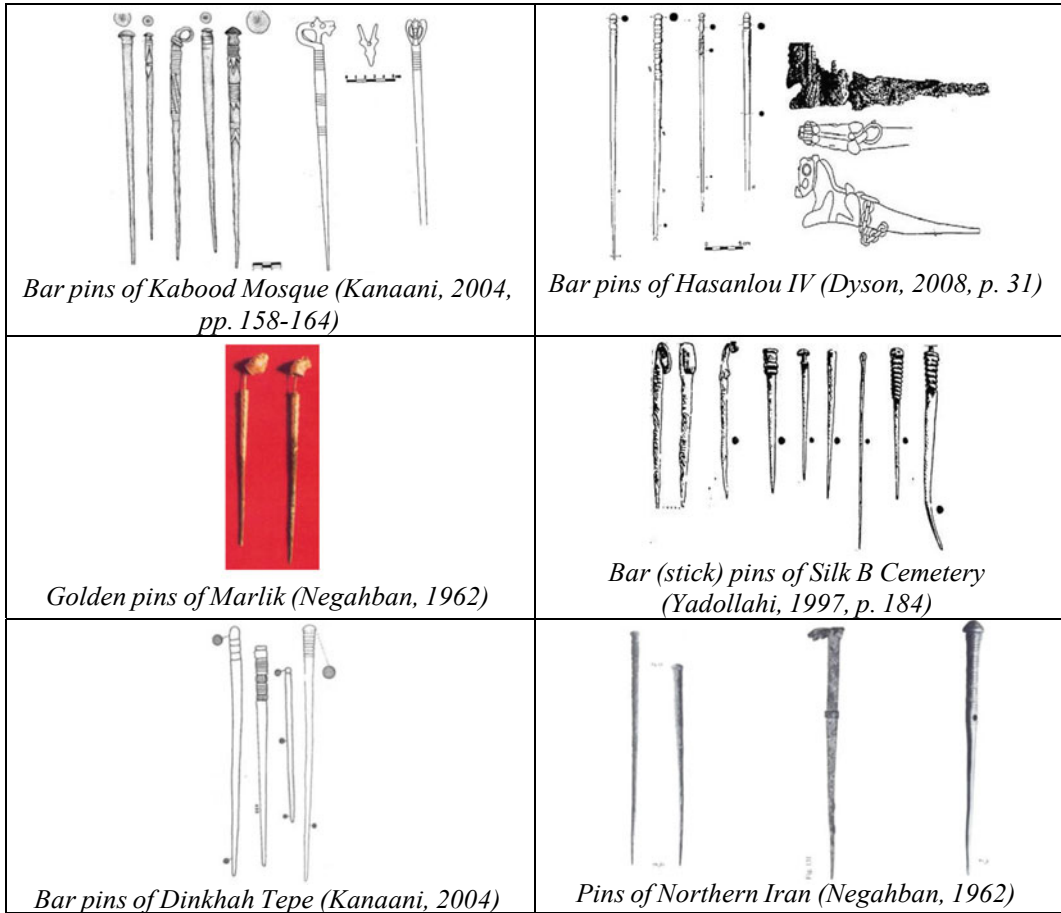 Bar pins of Kabood Mosque (Kanaani, 2004,
pp. 158-164)
5 cm
Bar pins of Hasanlou IV (Dyson, 2008, p. 31)
Golden pins of Marlik (Negahban, 1962)
Bar (stick) pins of Silk B Cemetery
(Yadollahi, 1997, p. 184)
Bar pins of Dinkhah Tepe (Kanaani, 2004)
Pins of Northern Iran (Negahban, 1962)